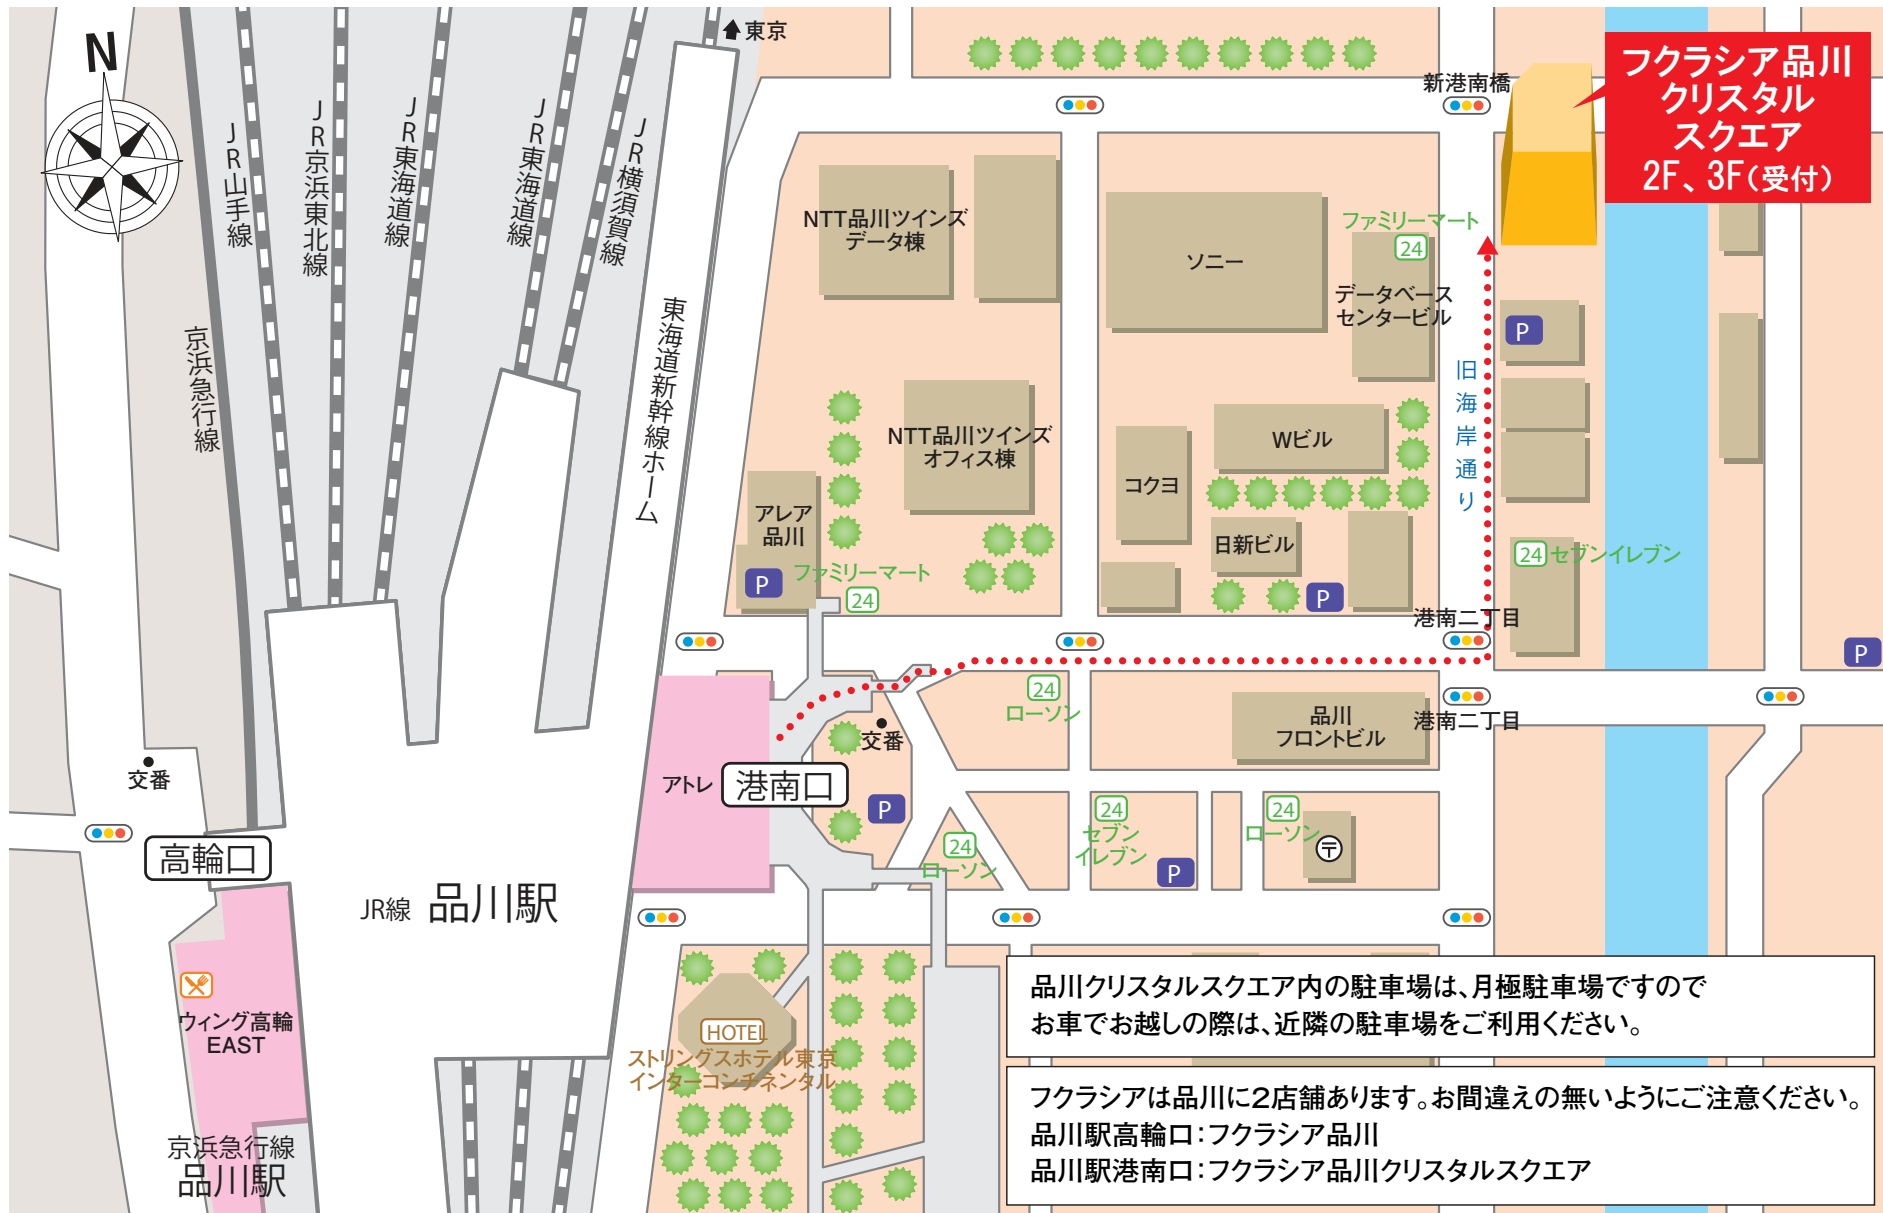 N
東京
JR山手線
JR京浜東北線
JR東海道線
JR東海道線
JR横須賀線
京浜急行線
東海道新幹線ホーム
新港南橋
フクラシア品川
クリスタル
スクエア
2F、3F(受付)
NTT品川ツインズ
データ棟
ソニー
ファミリーマート
24
データベース
センタービル
P
旧海岸通り
NTT品川ツインズ
オフィス棟
Wビル
コクヨ
アレア
品川
日新ビル
24 セブンイレブン
ファミリーマート
P
24
P
港南二丁目
P
24
ローソン
品川
フロントビル
港南二丁目
交番
交番
アトレ
港南口
P
24
セブン
イレブン
24
ローソン
〒
24
ローソン
P
高輪口
JR線 品川駅
ウィング高輪
EAST
HOTEL
ストリングスホテル東京
インターコンチネンタル
京浜急行線
品川駅
品川クリスタルスクエア内の駐車場は、月極駐車場ですので
お車でお越しの際は、近隣の駐車場をご利用ください。
フクラシアは品川に2店舗あります。お間違えの無いようにご注意ください。
品川駅高輪口：フクラシア品川
品川駅港南口：フクラシア品川クリスタルスクエア